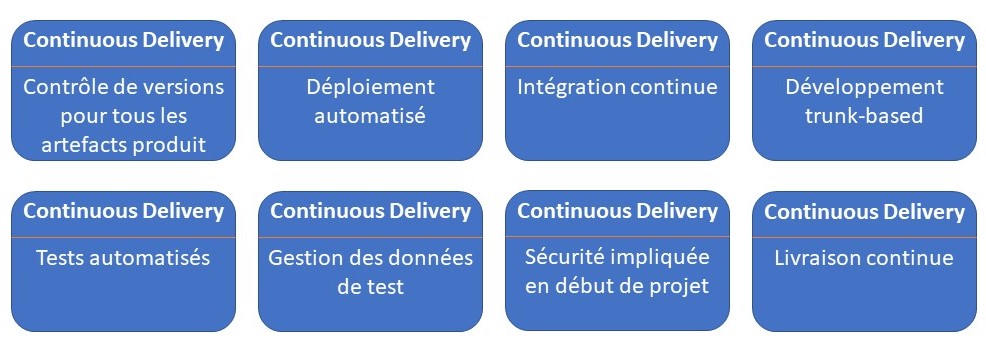 Continuous Delivery
Contrôle de versions
pour tous les
artefacts produit
Continuous Delivery
Déploiement
automatisé
Continuous Delivery
Intégration continue
Continuous Delivery
Développement
trunk-based
Continuous Delivery
Tests automatisés
Continuous Delivery
Gestion des données
de test
Continuous Delivery
Sécurité impliquée
en début de projet
Continuous Delivery
Livraison continue